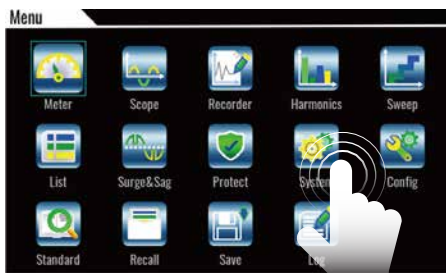 Menu
Meter Scope Recorder Harmonics Sweep
List Surge&Sag Protect System Config
Standard Recall Save Log